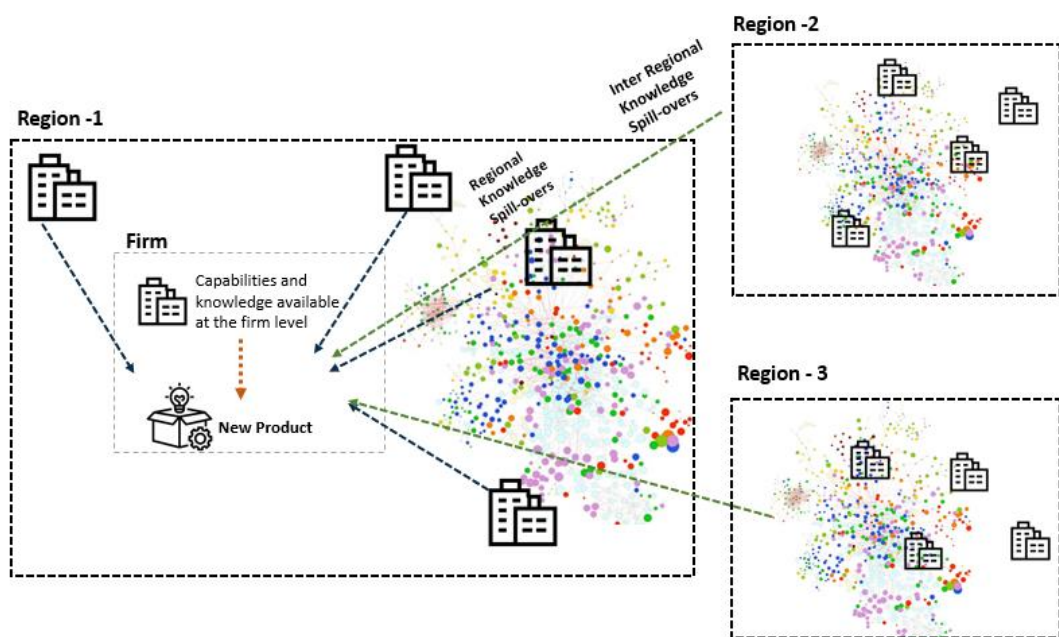 Region -2
Inter Regional
Knowledge
Spill-overs
Region -1
Regional
Knowledge
Spill-overs
Firm
Capabilities and
knowledge available
at the firm level
New Product
Region - 3